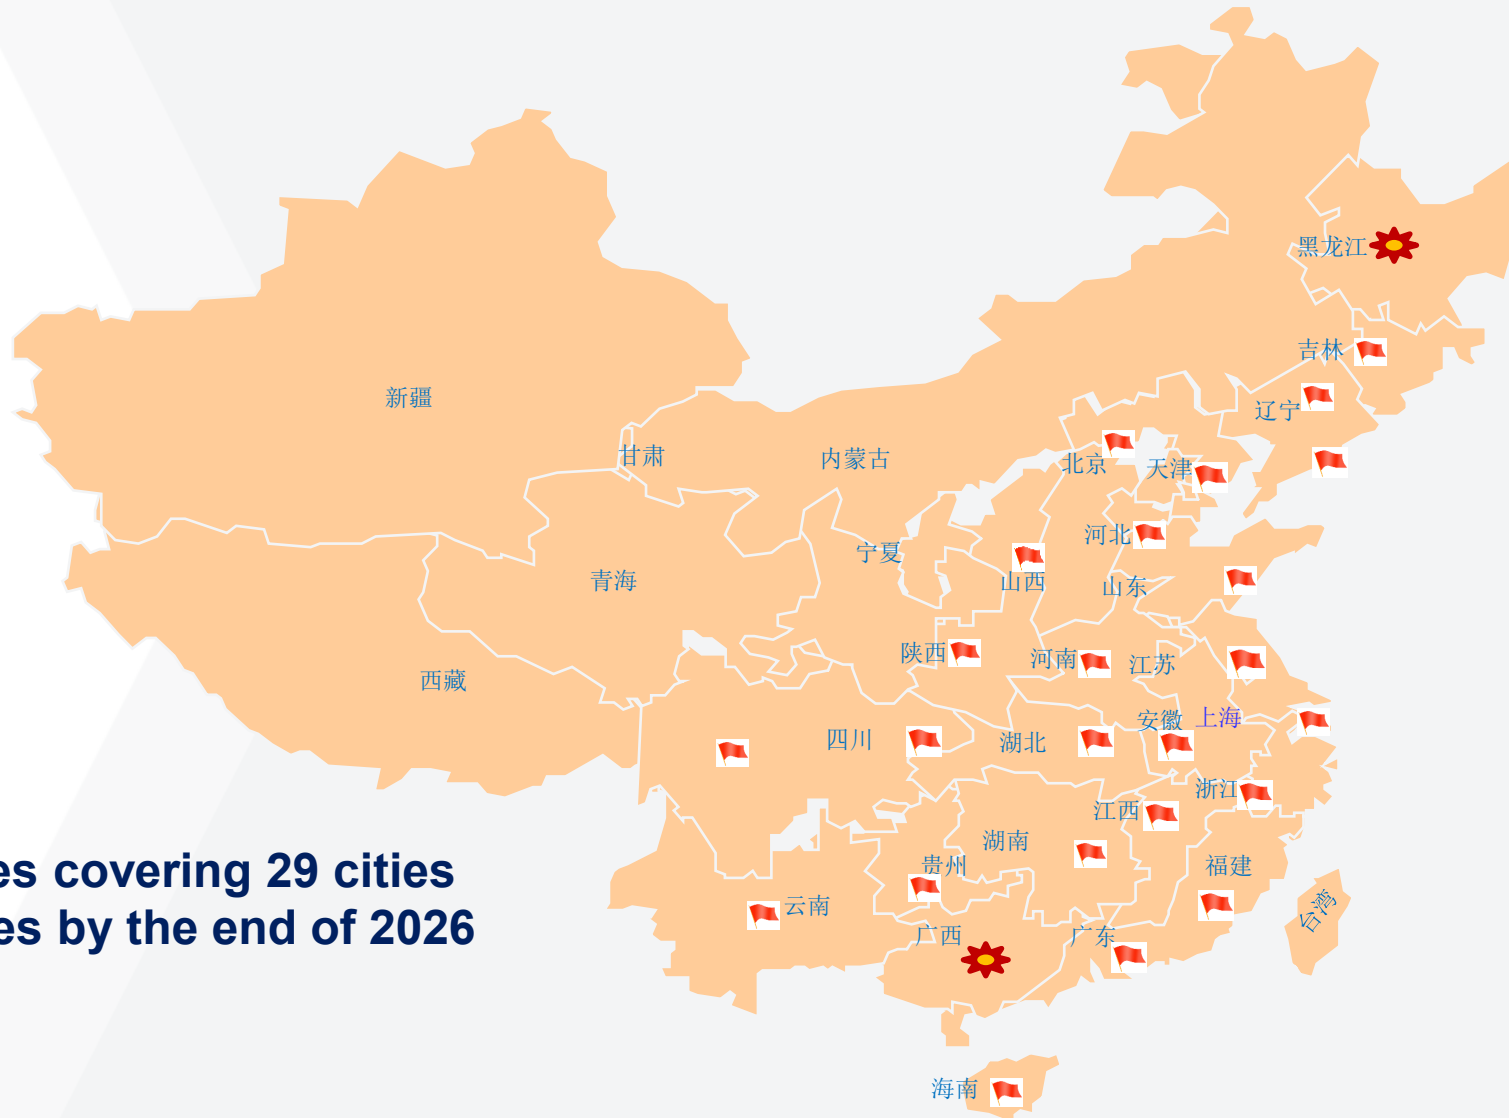 黑龙江
吉林
辽宁
新疆
甘肃
内蒙古
北京
天津
河北
宁夏
青海
山西
山东
陕西
河南
江苏
西藏
安徽
上海
四川
湖北
浙江
江西
湖南
贵州
福建
云南
台湾
广西
广东
海南
covering 29 cities
by the end of 2026